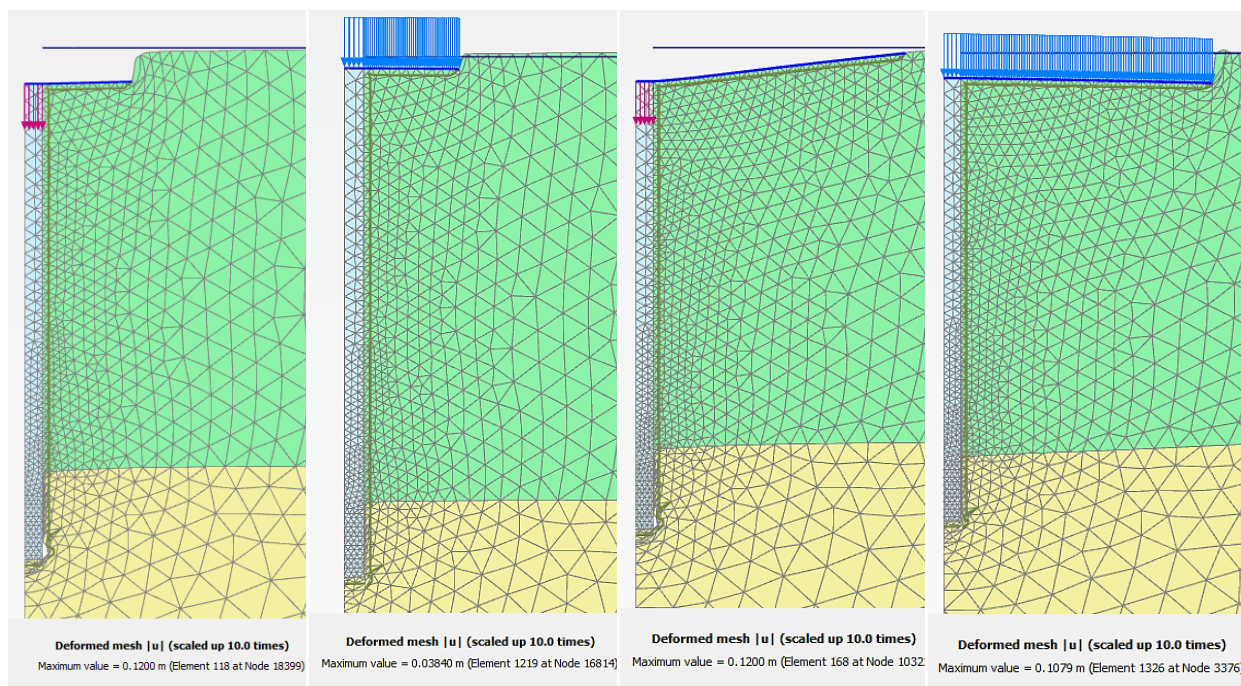 Deformed mesh |u| (scaled up 10.0 times)
Maximum value = 0.1200 m (Element 118 at Node 18399)
Deformed mesh |u| (scaled up 10.0 times)
Maximum value = 0.03840 m (Element 1219 at Node 16814)
Deformed mesh |u| (scaled up 10.0 times)
Maximum value = 0.1200 m (Element 168 at Node
Deformed mesh |u| (scaled up 10.0 times)
Maximum value = 0.1079 m (Element 1326 at Node 3376)